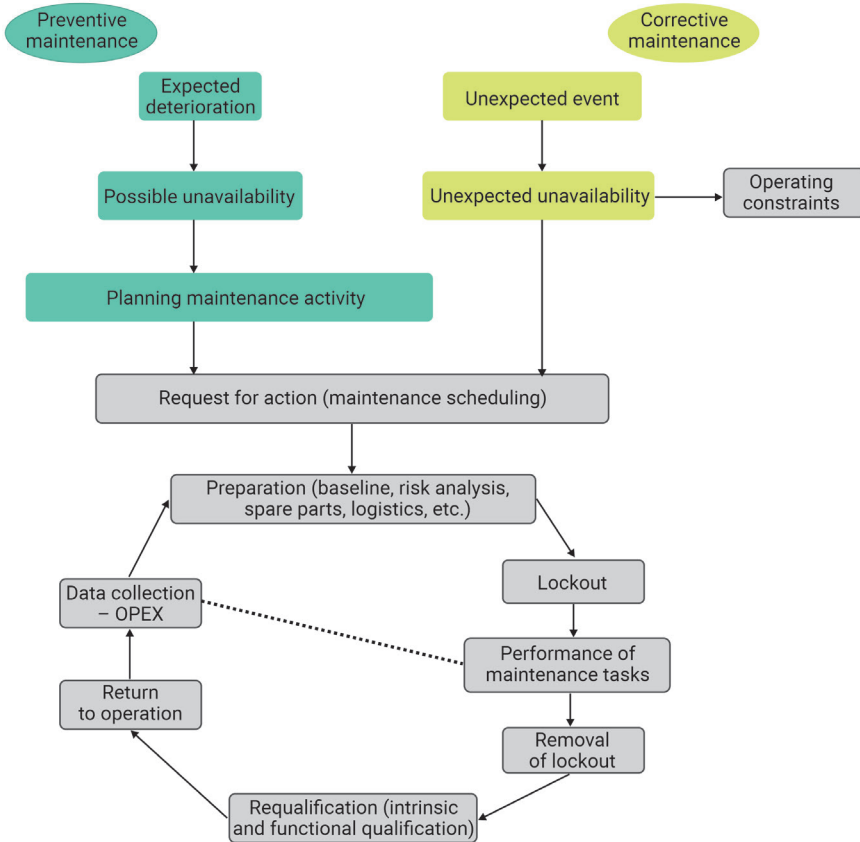 Preventive
maintenance
Corrective
maintenance
Expected
deterioration
Unexpected event
Possible unavailability
Unexpected unavailability
Operating
constraints
Planning maintenance activity
Request for action (maintenance scheduling)
Preparation (baseline, risk analysis,
spare parts, logistics, etc.)
Lockout
Data collection
– OPEX
Performance of
maintenance tasks
Return
to operation
Removal
of lockout
Requalification (intrinsic
and functional qualification)